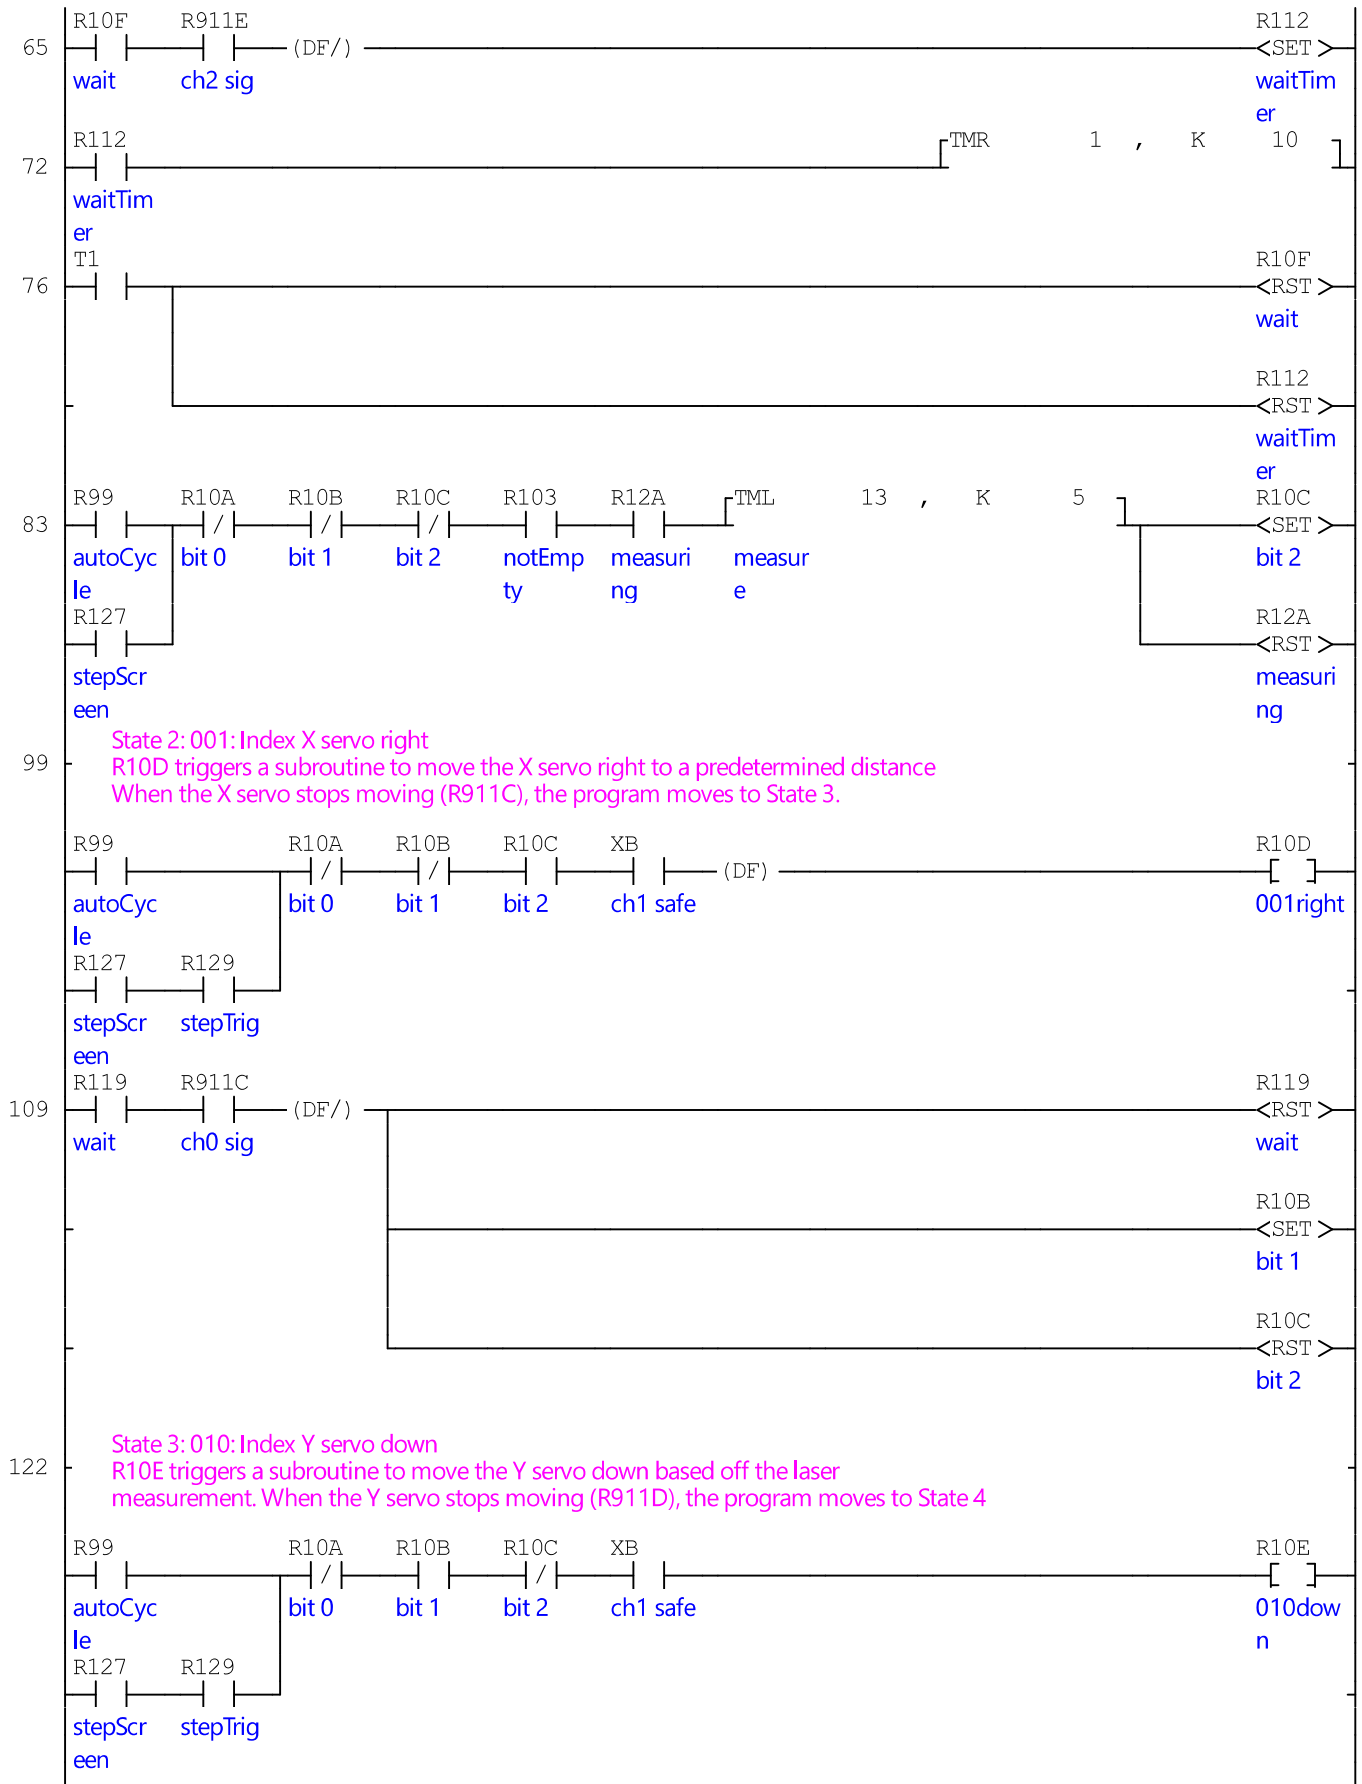 R10F R911E R112
65 (DF/) <SET>
wait ch2 sig waitTim
er
R112 TMR 1 , K 10
72
waitTim
er
T1 R10F
76 <RST>
wait
R112
<RST>
waitTim
er
R99 R10A R10B R10C R103 R12A TML 13 , K 5 R10C
83 / / / <SET>
autoCyc bit 0 bit 1 bit 2 notEmp measuri measur bit 2
le ty ng e
R127 R12A
<RST>
stepScr measuri
een ng
State 2: 001: Index X servo right
99 R10D triggers a subroutine to move the X servo right to a predetermined distance
When the X servo stops moving (R911C), the program moves to State 3.
R99 R10A R10B R10C XB R10D
/ / (DF) [ ]
autoCyc bit 0 bit 1 bit 2 ch1 safe 001right
le
R127 R129
stepScr stepTrig
een
R119 R911C R119
109 (DF/) <RST>
wait ch0 sig wait
R10B
<SET>
bit 1
R10C
<RST>
bit 2
State 3: 010: Index Y servo down
122 R10E triggers a subroutine to move the Y servo down based off the laser
measurement. When the Y servo stops moving (R911D), the program moves to State 4
R99 R10A R10B R10C XB R10E
/ / [ ]
autoCyc bit 0 bit 1 bit 2 ch1 safe 010dow
le n
R127 R129
stepScr stepTrig
een